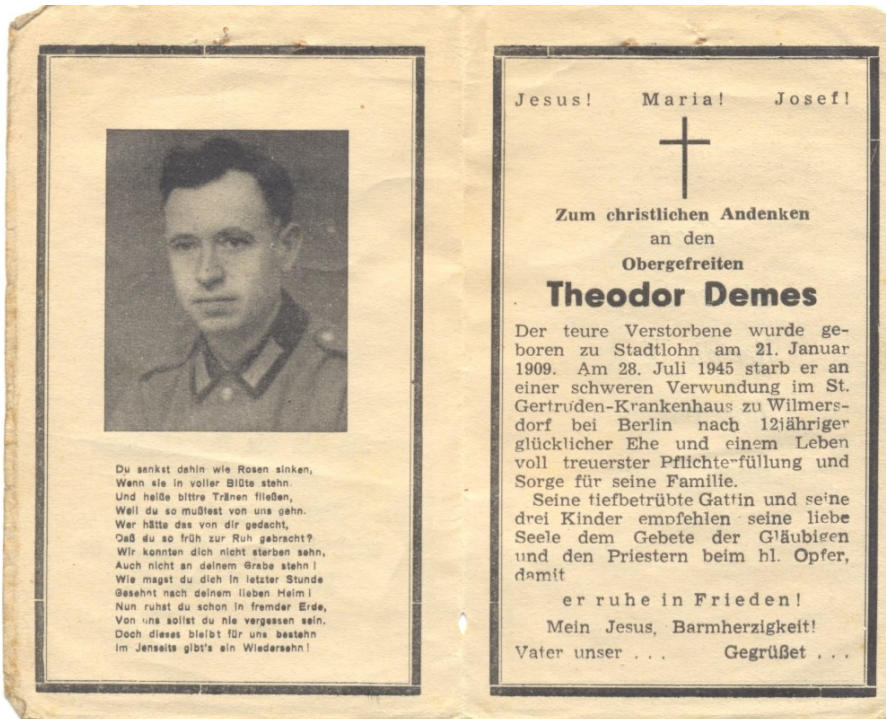 Du sankst dahin wie Rosen sinken,
Wenn sie in voller Blüte stehn.
Und heiße bittre Tränen fließen,
Weil du so mußtest von uns gehn.
Wer hätte das von dir gedacht,
Daß du so früh zur Ruh gebracht?
Wir konnten dich nicht sterben sehn,
Auch nicht an deinem Grabe stehn!
Wie magst du dich in letzter Stunde
Gesehnt nach deinem lieben Heim!
Nun ruhst du schon in fremder Erde,
Von uns sollst du nie vergessen sein.
Doch dieses bleibt für uns bestehn
Im Jenseits gibt's ein Wiedersehn!
Jesus! Maria! Josef!
Zum christlichen Andenken
an den
Obergefreiten
Theodor Demes
Der teure Verstorbene wurde ge-
boren zu Stadtlohn am 21. Januar
1909. Am 28. Juli 1945 starb er an
einer schweren Verwundung im St.
Gertruden-Krankenhaus zu Wilmers-
dorf bei Berlin nach 12jähriger
glücklicher Ehe und einem Leben
voll treuerster Pflichterfüllung und
Sorge für seine Familie.
Seine tiefbetrübte Gattin und seine
drei Kinder empfehlen seine liebe
Seele dem Gebete der Gläubigen
und den Priestern beim hl. Opfer,
damit
er ruhe in Frieden!
Mein Jesus, Barmherzigkeit!
Vater unser . . . Gegrüßet . . .